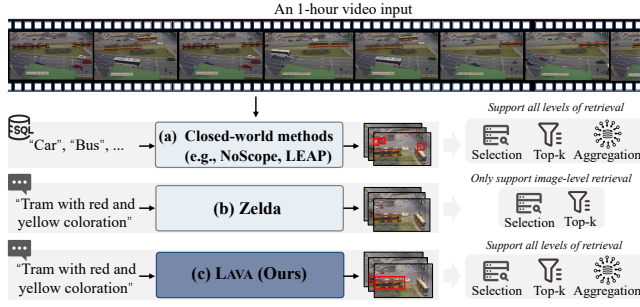 An 1-hour video input
SQL
"Car", "Bus", ...
(a) Closed-world methods
(e.g., NoScope, LEAP)
Support all levels of retrieval
Selection Top-k Aggregation
"Tram with red and
yellow coloration"
(b) Zelda
Only support image-level retrieval
Selection Top-k
"Tram with red and
yellow coloration"
(c) LAVA (Ours)
Support all levels of retrieval
Selection Top-k Aggregation